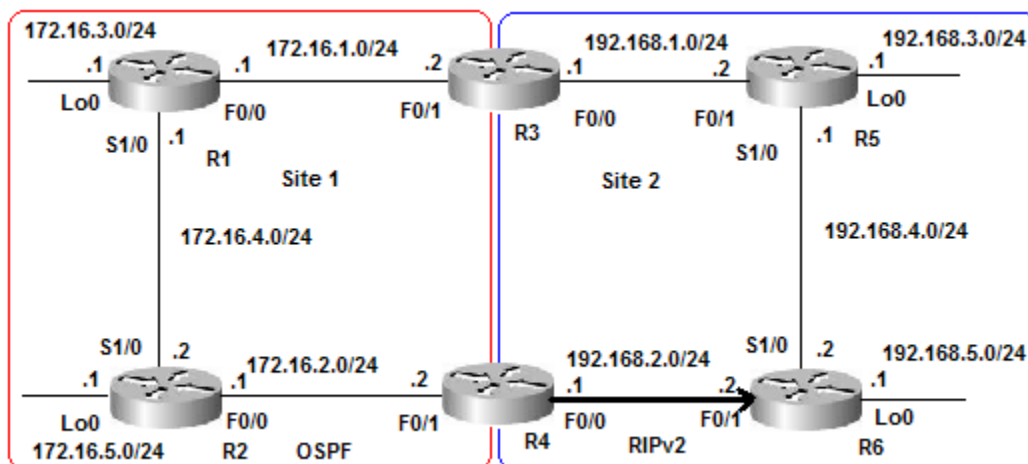 172.16.3.0/24
172.16.1.0/24
192.168.1.0/24
192.168.3.0/24
.1
.1
.2
.1
.2
.1
Lo0
F0/0
F0/1
R3
F0/0
F0/1
Lo0
S1/0
.1
R1
S1/0
.1
R5
Site 1
Site 2
172.16.4.0/24
192.168.4.0/24
S1/0
.2
172.16.2.0/24
192.168.2.0/24
S1/0
.2
192.168.5.0/24
.1
.1
.2
.1
.2
.1
Lo0
F0/0
F0/1
R4
F0/0
F0/1
Lo0
172.16.5.0/24
R2
OSPF
RIPv2
R6